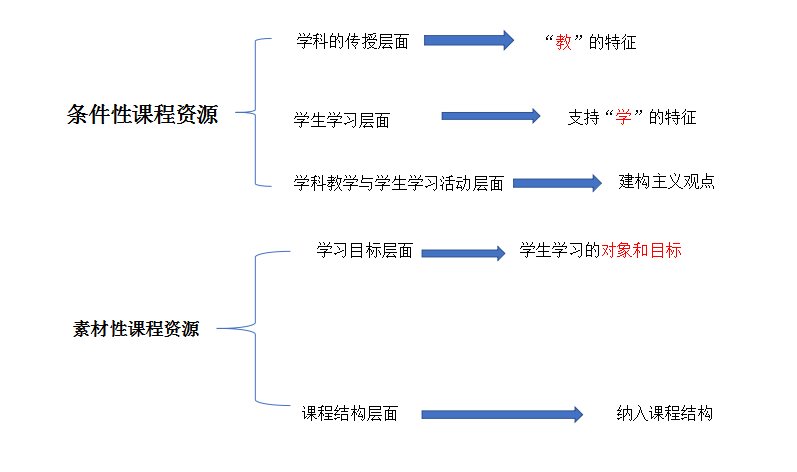 学科的传授层面
“教”的特征
条件性课程资源
学生学习层面
支持“学”的特征
学科教学与学生学习活动层面
建构主义观点
学习目标层面
学生学习的对象和目标
素材性课程资源
课程结构层面
纳入课程结构